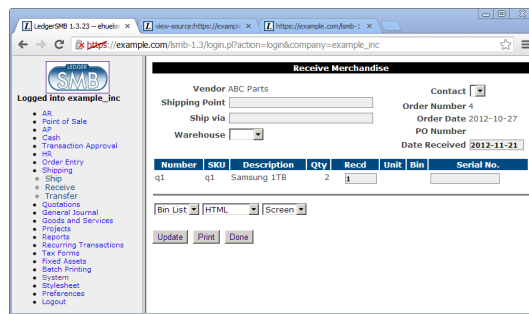 LedgerSMB 1.3.23 -- ehuels
view-source:https://example
https://example.com/lsmb-1.
https://example.com/lsmb-1.3/login.pl?action=login&company=example_inc
LEDGER
SMB
Logged into example_inc
AR
Point of Sale
AP
Cash
Transaction Approval
HR
Order Entry
Shipping
Ship
Receive
Transfer
Quotations
General Journal
Goods and Services
Projects
Reports
Recurring Transactions
Tax Forms
Fixed Assets
Batch Printing
System
Stylesheet
Preferences
Logout
Receive Merchandise
Vendor ABC Parts
Contact
Shipping Point
Order Number 4
Ship via
Order Date 2012-10-27
PO Number
Warehouse
Date Received 2012-11-21
Number SKU Description Qty Recd Unit Bin Serial No.
q1 q1 Samsung 1TB 2 1
Bin List HTML Screen
Update Print Done